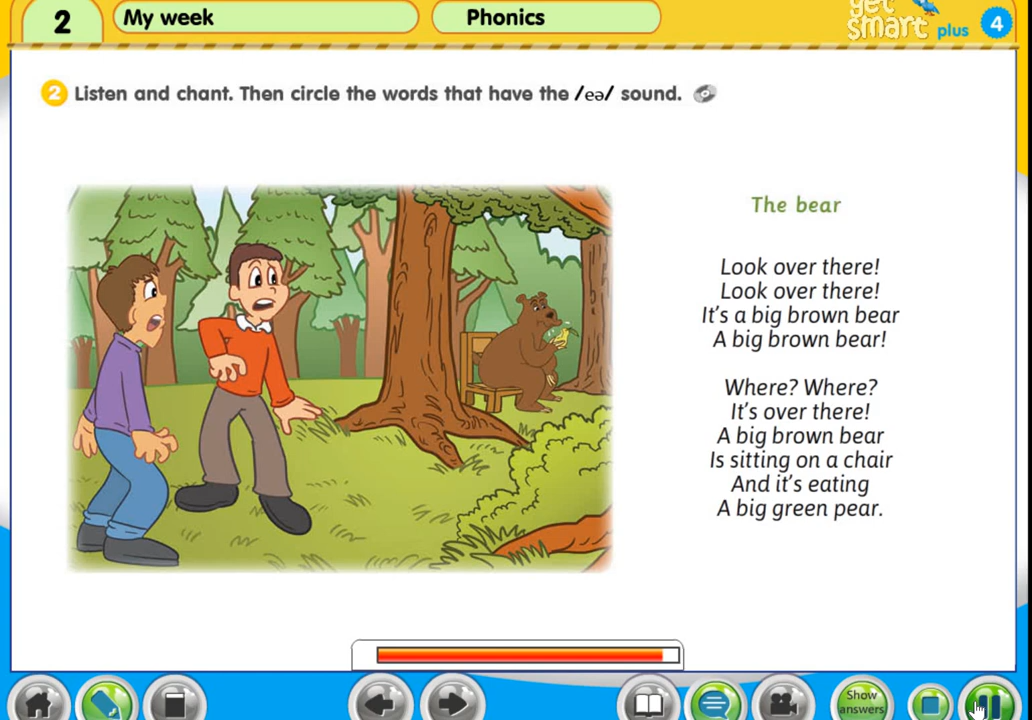 2
My week
Phonics
get
smart plus 4
2 Listen and chant. Then circle the words that have the /eə/ sound.
The bear
Look over there!
Look over there!
It's a big brown bear
A big brown bear!
Where? Where?
It's over there!
A big brown bear
Is sitting on a chair
And it's eating
A big green pear.
Show
answers